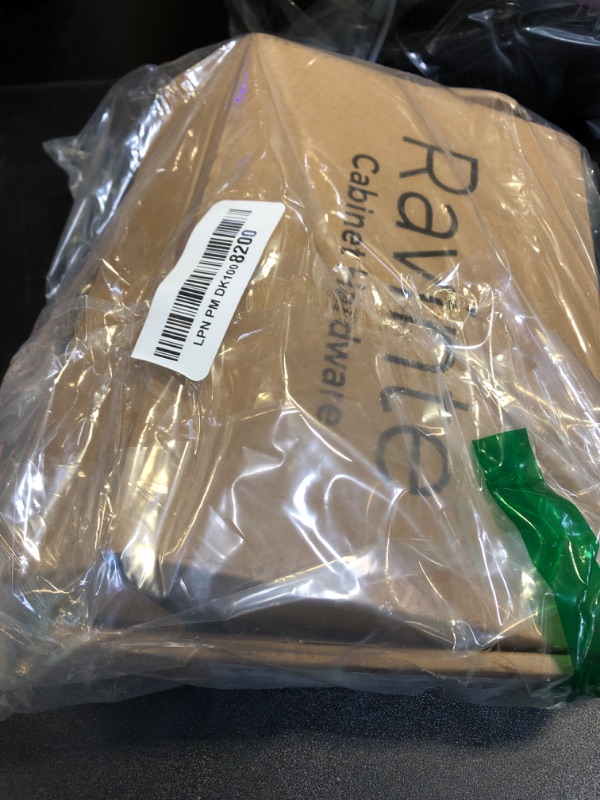 Ravinte
Cabinet Hardware
LPN PM DK1008200